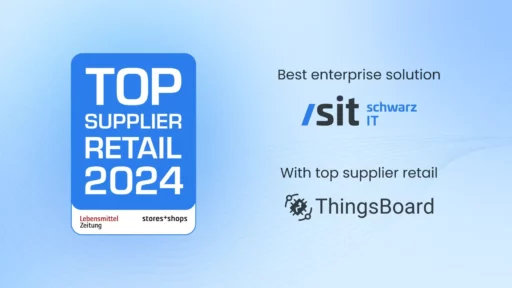 TOP
SUPPLIER
RETAIL
2024
Lebensmittel
Zeitung
stores+shops
Best enterprise solution
/sit schwarz
IT
With top supplier retail
ThingsBoard